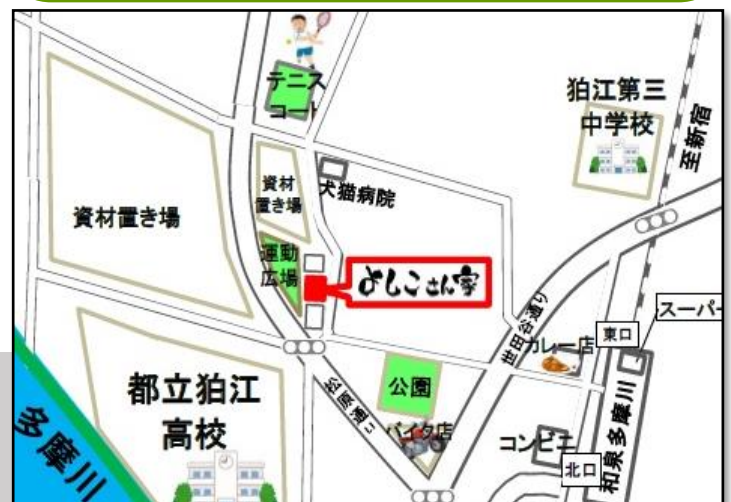 テニス
コート
狛江第三
中学校
至新宿
資材
置き場
犬猫病院
資材置き場
運動
広場
よしこさん家
世田谷通り
スーパー
東口
カレー店
都立狛江
高校
公園
松原通り
バイク店
コンビニ
北口
和泉多摩川
多摩川